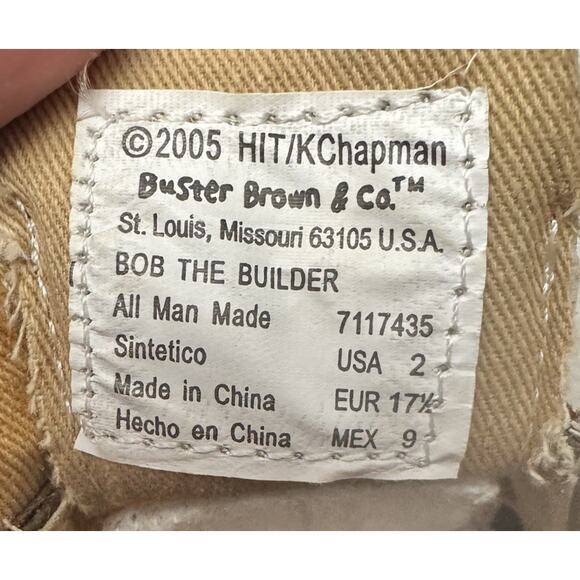 ©2005 HIT/KChapman
Buster Brown & Co.™
St. Louis, Missouri 63105 U.S.A.
BOB THE BUILDER
All Man Made 7117435
Sintetico USA 2
Made in China EUR 17½
Hecho en China MEX 9